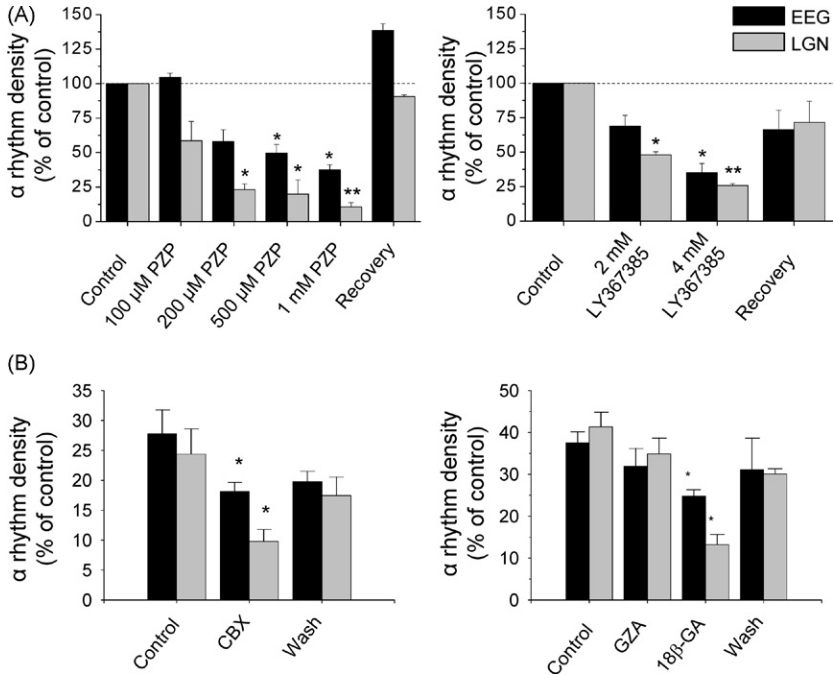 (A)
α rhythm density
(% of control)
150
125
100
75
50
25
0
*
*
*
*
**
Control
100 µM PZP
200 µM PZP
500 µM PZP
1 mM PZP
Recovery
EEG
LGN
α rhythm density
(% of control)
150
125
100
75
50
25
0
*
*
**
Control
2 mM
LY367385
4 mM
LY367385
Recovery
(B)
α rhythm density
(% of control)
35
30
25
20
15
10
5
0
*
*
Control
CBX
Wash
α rhythm density
(% of control)
50
40
30
20
10
0
*
*
Control
GZA
18β-GA
Wash